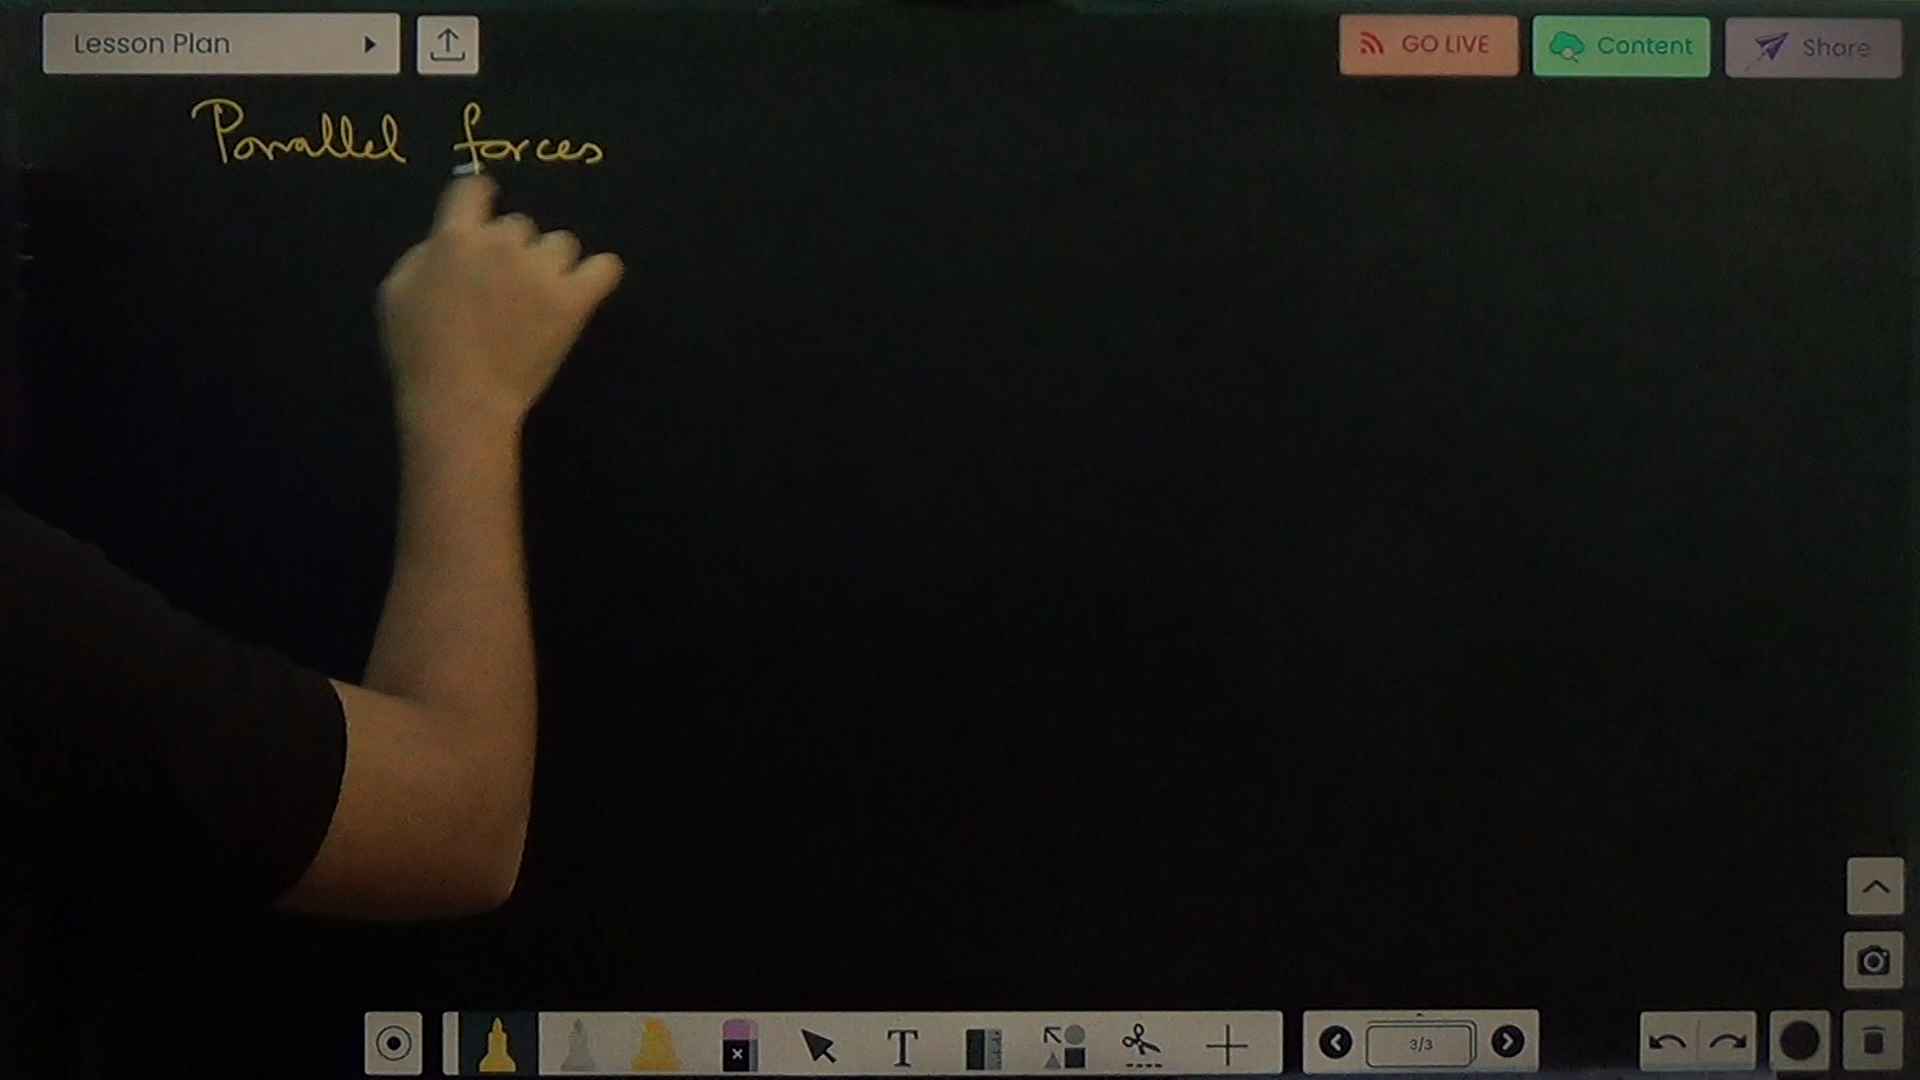 Lesson Plan
GO LIVE
Content
Share
Parallel forces
T
3/3